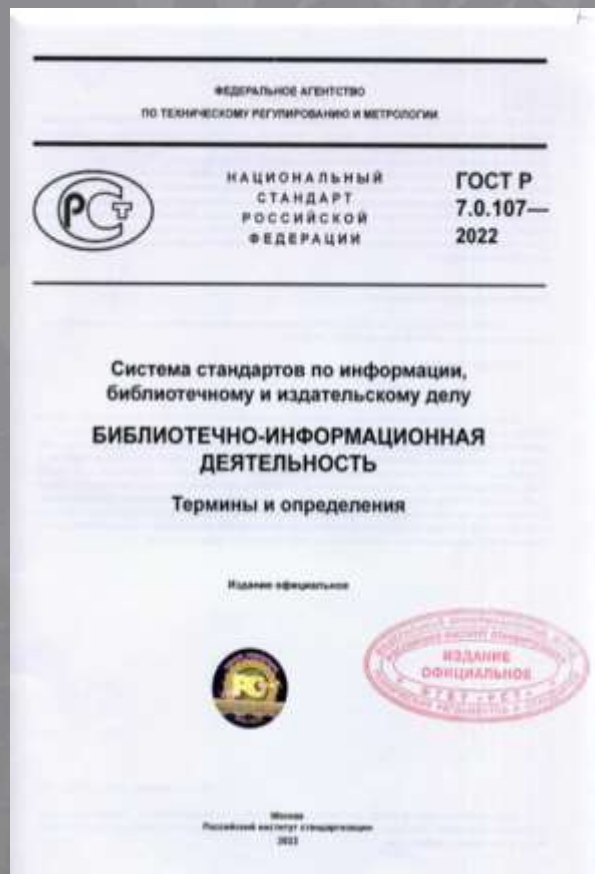 ФЕДЕРАЛЬНОЕ АГЕНТСТВО
ПО ТЕХНИЧЕСКОМУ РЕГУЛИРОВАНИЮ И МЕТРОЛОГИИ
НАЦИОНАЛЬНЫЙ
СТАНДАРТ
РОССИЙСКОЙ
ФЕДЕРАЦИИ
ГОСТ Р
7.0.107—
2022
Система стандартов по информации,
библиотечному и издательскому делу
БИБЛИОТЕЧНО-ИНФОРМАЦИОННАЯ
ДЕЯТЕЛЬНОСТЬ
Термины и определения
Издание официальное
ИЗДАНИЕ
ОФИЦИАЛЬНОЕ
Москва
Российский институт стандартизации
2022